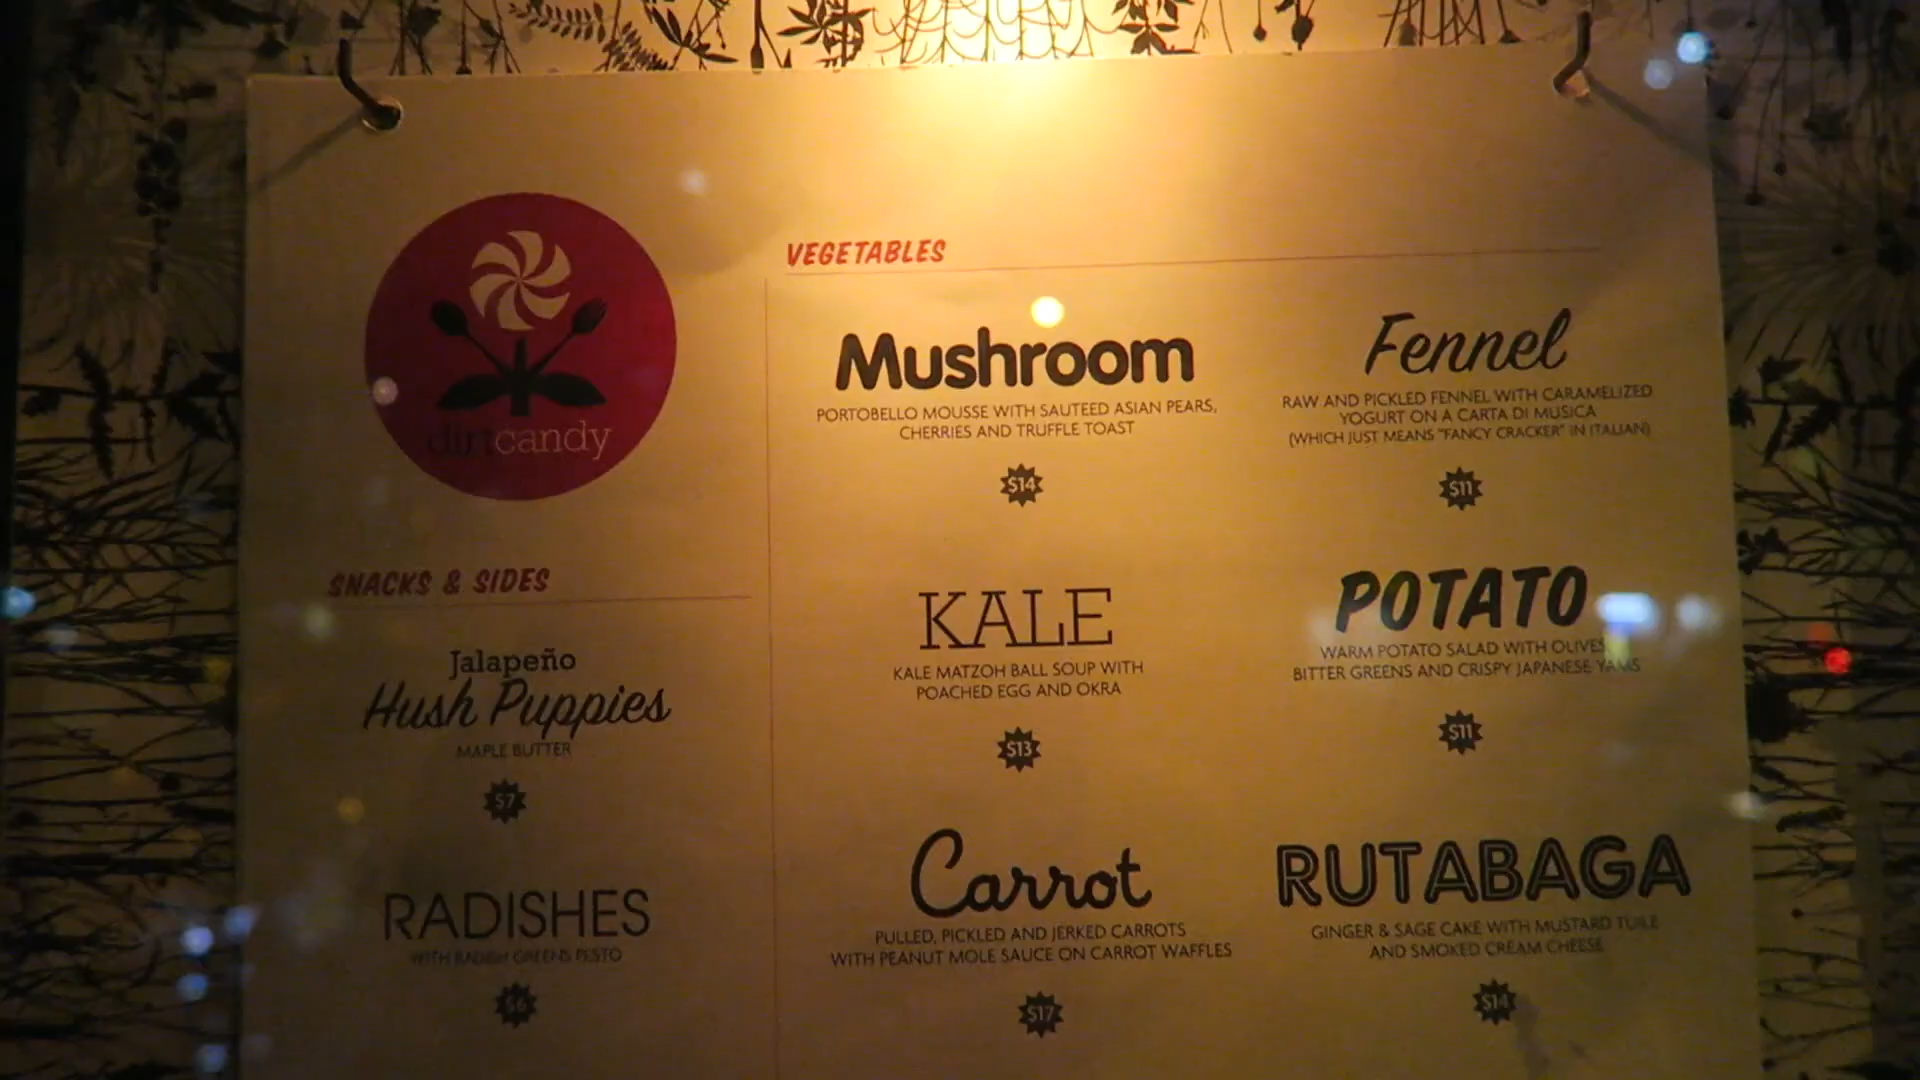 dirtcandy
SNACKS & SIDES
Jalapeño
Hush Puppies
MAPLE BUTTER
$7
RADISHES
WITH RADISH GREENS PESTO
$6
VEGETABLES
Mushroom
PORTOBELLO MOUSSE WITH SAUTEED ASIAN PEARS,
CHERRIES AND TRUFFLE TOAST
$14
Fennel
RAW AND PICKLED FENNEL WITH CARAMELIZED
YOGURT ON A CARTA DI MUSICA
(WHICH JUST MEANS "FANCY CRACKER" IN ITALIAN)
$11
KALE
KALE MATZOH BALL SOUP WITH
POACHED EGG AND OKRA
$13
POTATO
WARM POTATO SALAD WITH OLIVES,
BITTER GREENS AND CRISPY JAPANESE YAMS
$11
Carrot
PULLED, PICKLED AND JERKED CARROTS
WITH PEANUT MOLE SAUCE ON CARROT WAFFLES
$17
RUTABAGA
GINGER & SAGE CAKE WITH MUSTARD TUILE
AND SMOKED CREAM CHEESE
$14